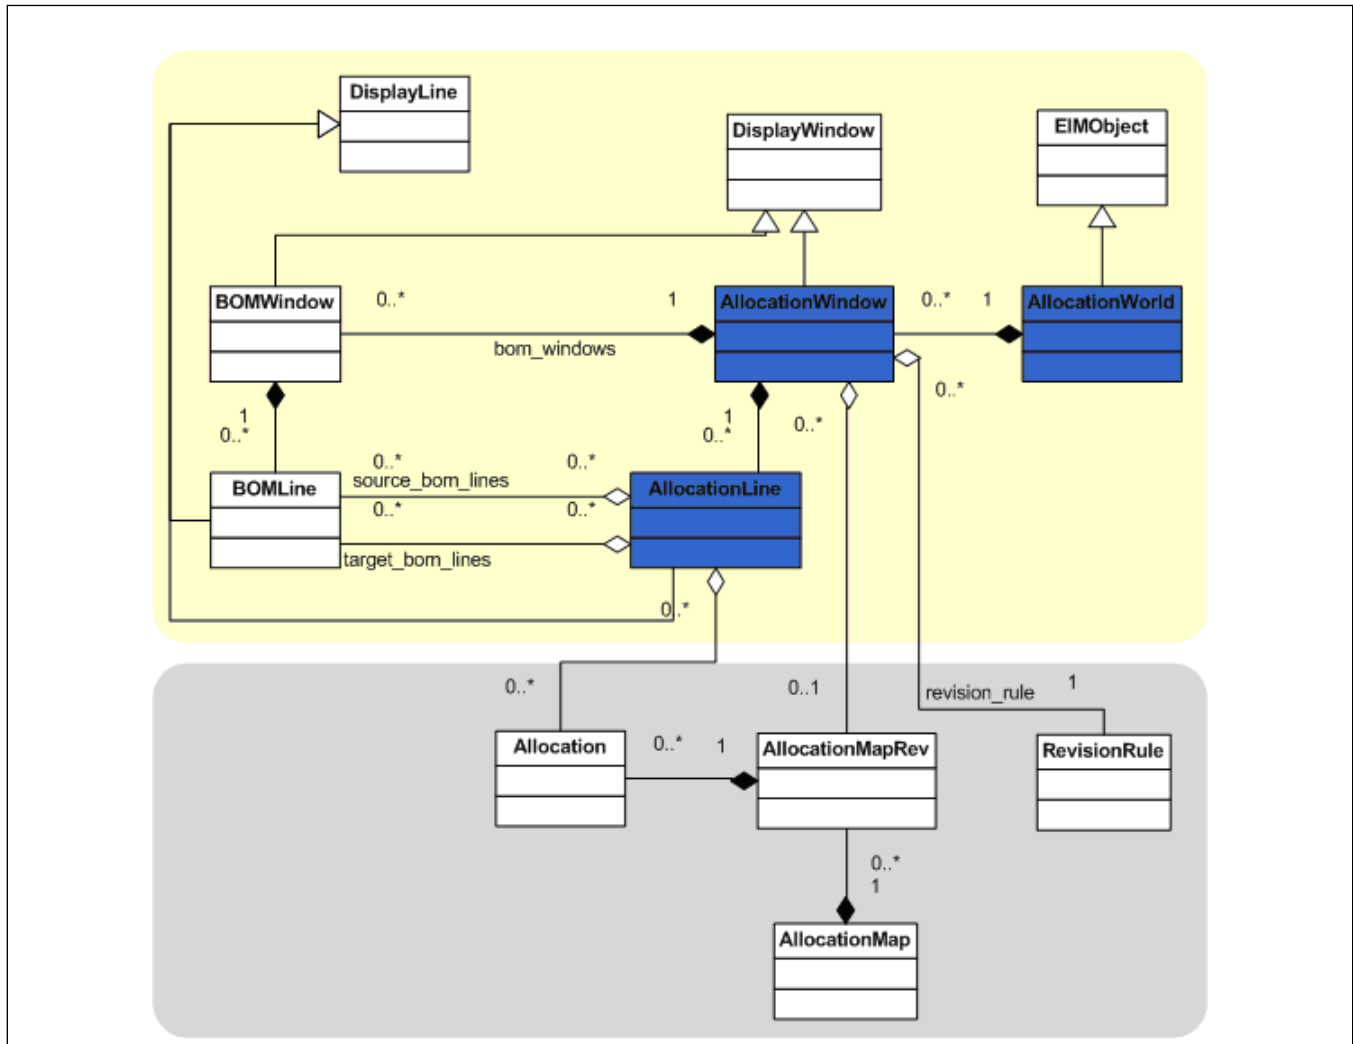 DisplayLine
DisplayWindow
EIMObject
BOMWindow
0..*
1
AllocationWindow
0..*
1
AllocationWorld
bom_windows
0..*
1
0..*
1
0..*
0..*
BOMLine
0..*
source_bom_lines
0..*
0..*
0..*
AllocationLine
target_bom_lines
0..*
0..*
0..1
revision_rule
1
Allocation
0..*
1
AllocationMapRev
RevisionRule
0..*
1
AllocationMap